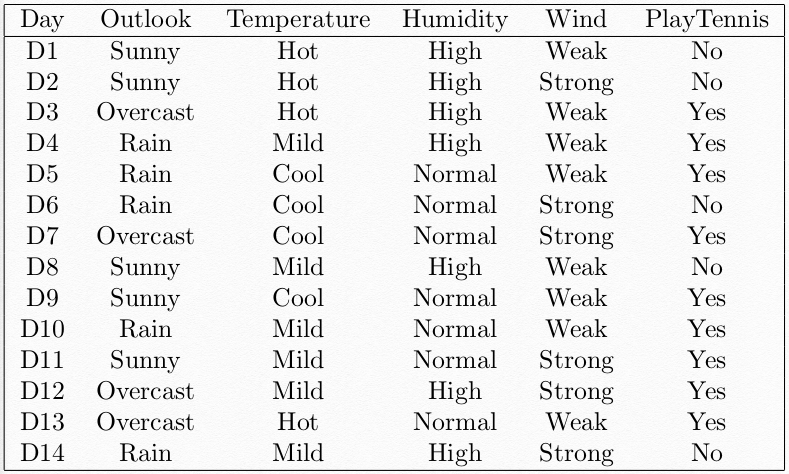 Day Outlook Temperature Humidity Wind PlayTennis
D1 Sunny Hot High Weak No
D2 Sunny Hot High Strong No
D3 Overcast Hot High Weak Yes
D4 Rain Mild High Weak Yes
D5 Rain Cool Normal Weak Yes
D6 Rain Cool Normal Strong No
D7 Overcast Cool Normal Strong Yes
D8 Sunny Mild High Weak No
D9 Sunny Cool Normal Weak Yes
D10 Rain Mild Normal Weak Yes
D11 Sunny Mild Normal Strong Yes
D12 Overcast Mild High Strong Yes
D13 Overcast Hot Normal Weak Yes
D14 Rain Mild High Strong No